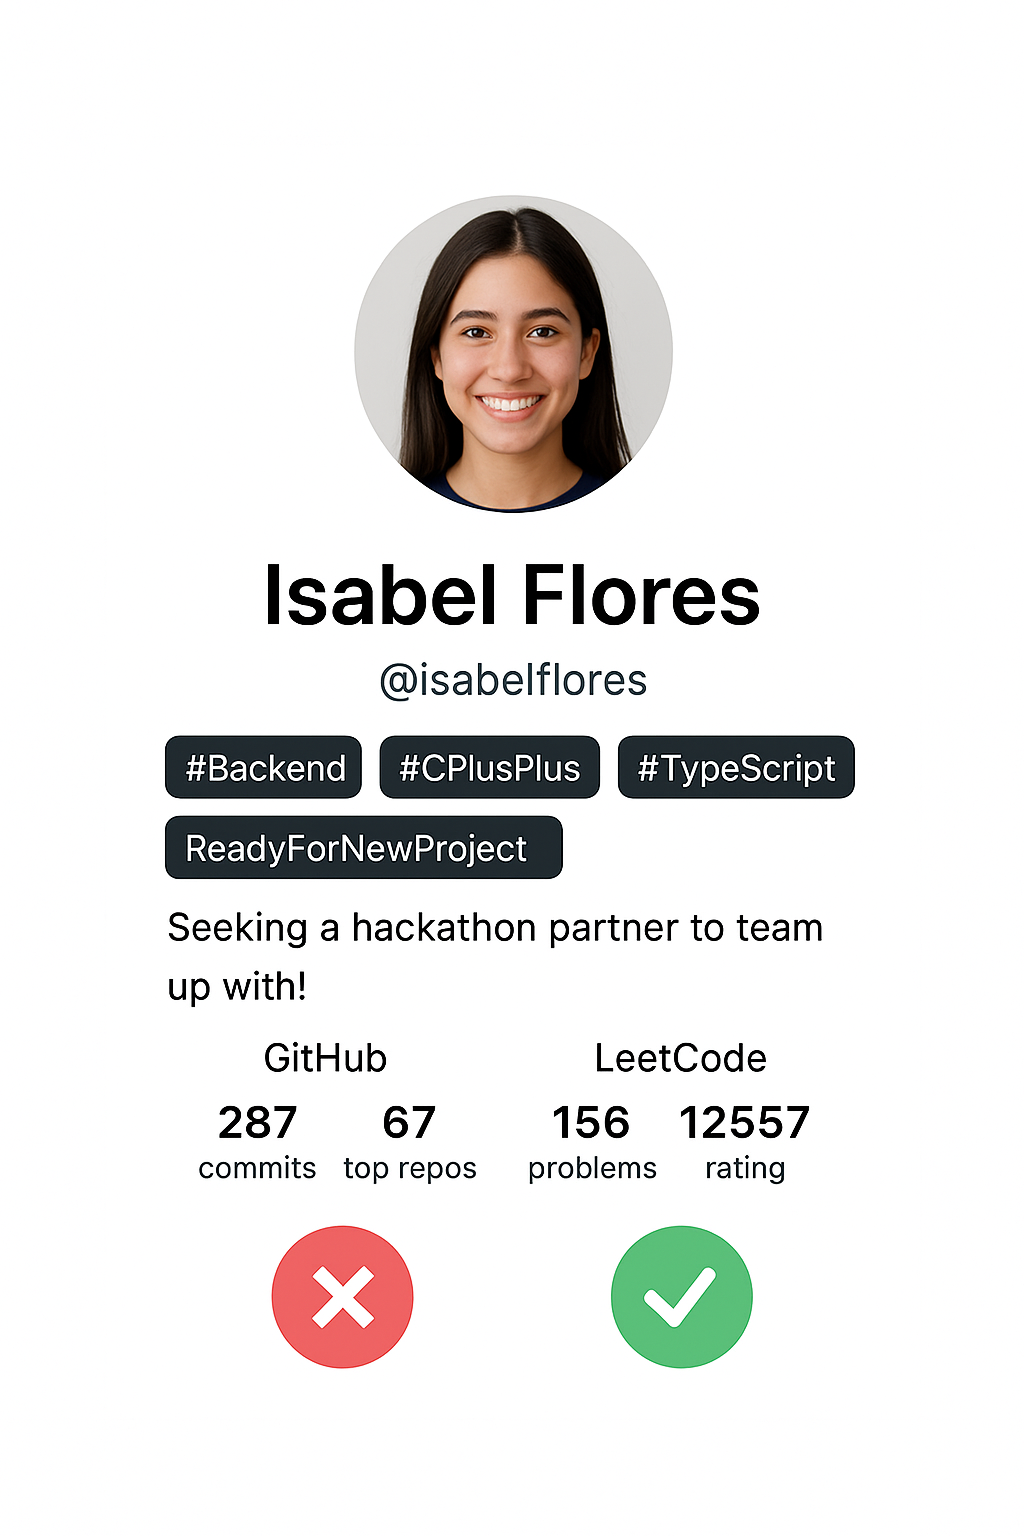 Isabel Flores
@isabelflores
#Backend #CPlusPlus #TypeScript
ReadyForNewProject
Seeking a hackathon partner to team
up with!
GitHub LeetCode
287 67 156 12557
commits top repos problems rating